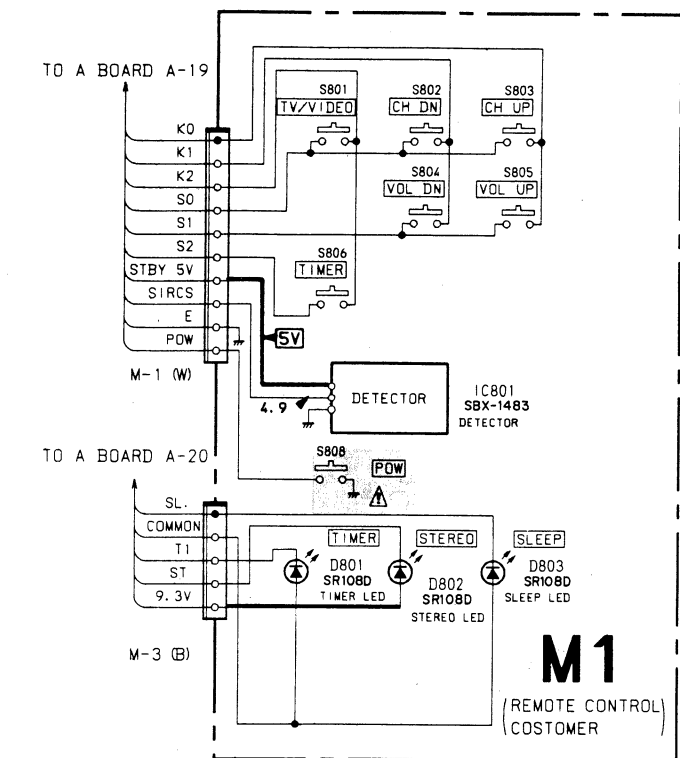 TO A BOARD A-19
K0
K1
K2
S0
S1
S2
STBY 5V
SIRCS
E
POW
M-1 (W)
S801
TV/VIDEO
S802
CH DN
S803
CH UP
S804
VOL DN
S805
VOL UP
S806
TIMER
5V
4.9
DETECTOR
IC801
SBX-1483
DETECTOR
S808
POW
TO A BOARD A-20
SL.
COMMON
T1
ST
9.3V
M-3 (B)
TIMER
D801
SR108D
TIMER LED
STEREO
D802
SR108D
STEREO LED
SLEEP
D803
SR108D
SLEEP LED
M1
(REMOTE CONTROL
COSTOMER)